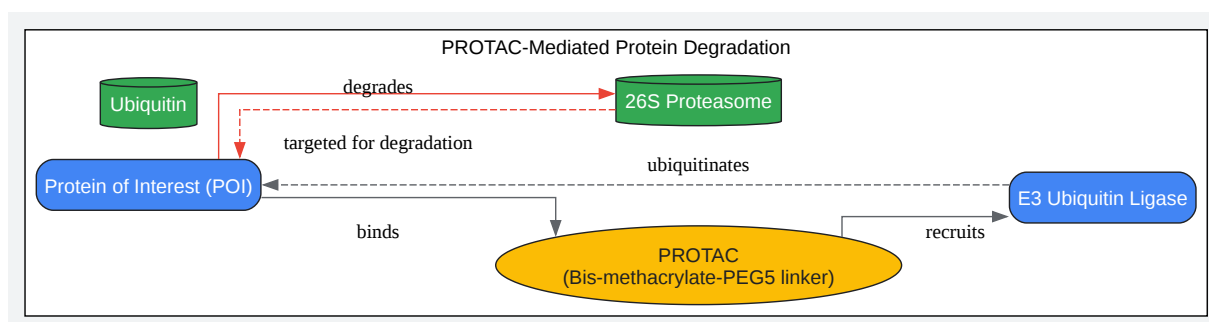 PROTAC-Mediated Protein Degradation
degrades
Ubiquitin
26S Proteasome
targeted for degradation
ubiquitinates
Protein of Interest (POI)
E3 Ubiquitin Ligase
binds
recruits
PROTAC
(Bis-methacrylate-PEG5 linker)